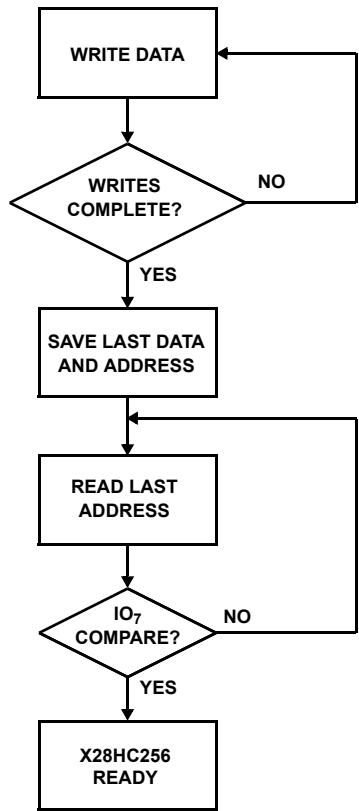 WRITE DATA
WRITES
COMPLETE?
NO
YES
SAVE LAST DATA
AND ADDRESS
READ LAST
ADDRESS
IO₇
COMPARE?
NO
YES
X28HC256
READY